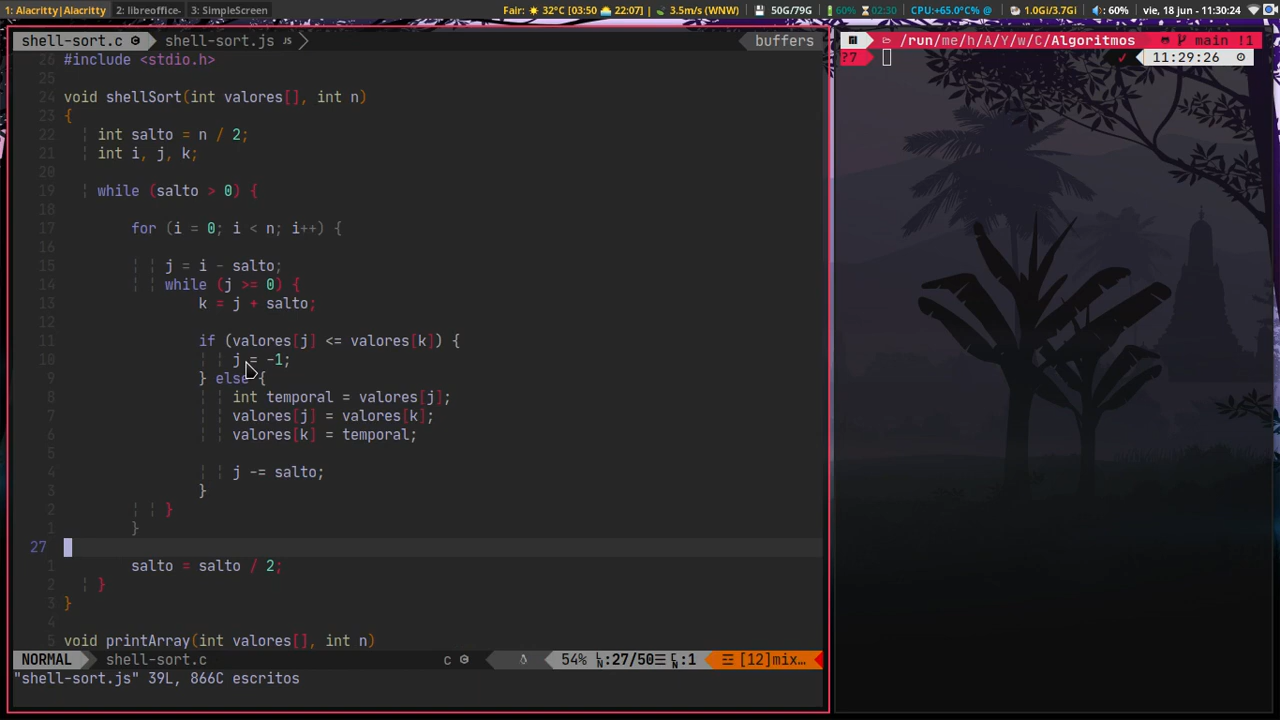 1: Alacritty|Alacritty 2: libreoffice- 3: SimpleScreen Fair: 32°C [03:50 22:07] | 3.5m/s (WNW) 50G/79G 60% 02:30 CPU:+65.0°C% @ 1.0Gi/3.7Gi : 60% vie, 18 jun - 11:30:24
shell-sort.c shell-sort.js JS buffers
26 #include <stdio.h>
25
24 void shellSort(int valores[], int n)
23 {
22 int salto = n / 2;
21 int i, j, k;
20
19 while (salto > 0) {
18
17 for (i = 0; i < n; i++) {
16
15 j = i - salto;
14 while (j >= 0) {
13 k = j + salto;
12
11 if (valores[j] <= valores[k]) {
10 j = -1;
9 } else {
8 int temporal = valores[j];
7 valores[j] = valores[k];
6 valores[k] = temporal;
5
4 j -= salto;
3 }
2 }
1 }
27
1 salto = salto / 2;
2 }
3 }
4
5 void printArray(int valores[], int n)
NORMAL shell-sort.c c 54% LN:27/50 :1 [12]mix…
"shell-sort.js" 39L, 866C escritos
/run/me/h/A/Y/w/C/Algoritmos main !1
?7 11:29:26